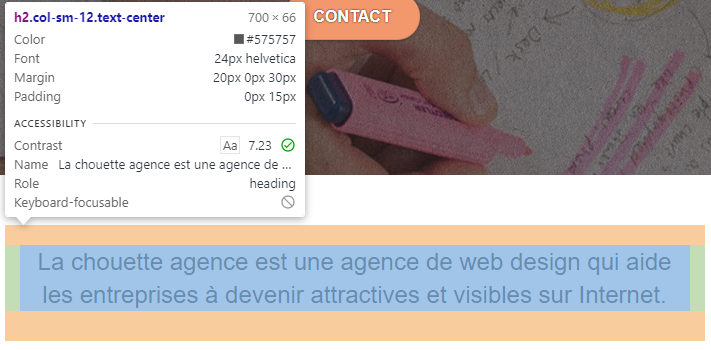 h2.col-sm-12.text-center 700 × 66
CONTACT
Color #575757
Font 24px helvetica
Margin 20px 0px 30px
Padding 0px 15px
ACCESSIBILITY
Contrast Aa 7.23
Name La chouette agence est une agence de ...
Role heading
Keyboard-focusable
La chouette agence est une agence de web design qui aide
les entreprises à devenir attractives et visibles sur Internet.